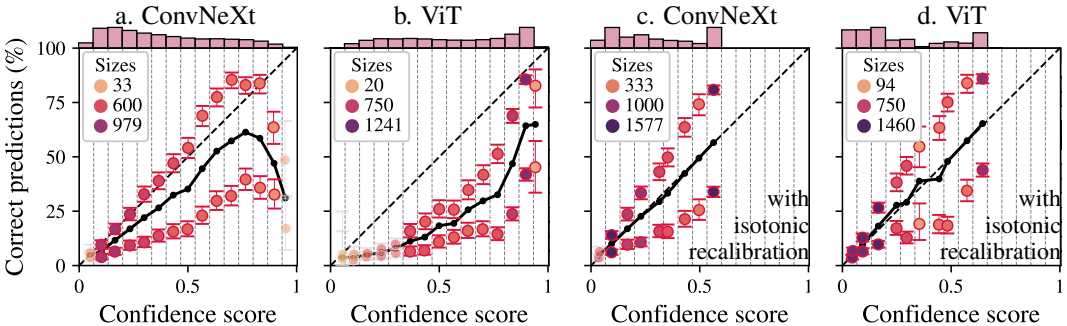 a. ConvNeXt
b. ViT
c. ConvNeXt
d. ViT
Correct predictions (%)
100
75
50
25
0
Sizes
33
600
979
Sizes
20
750
1241
Sizes
333
1000
1577
Sizes
94
750
1460
with
isotonic
recalibration
with
isotonic
recalibration
0 0.5 1
0 0.5 1
0 0.5 1
0 0.5 1
Confidence score
Confidence score
Confidence score
Confidence score